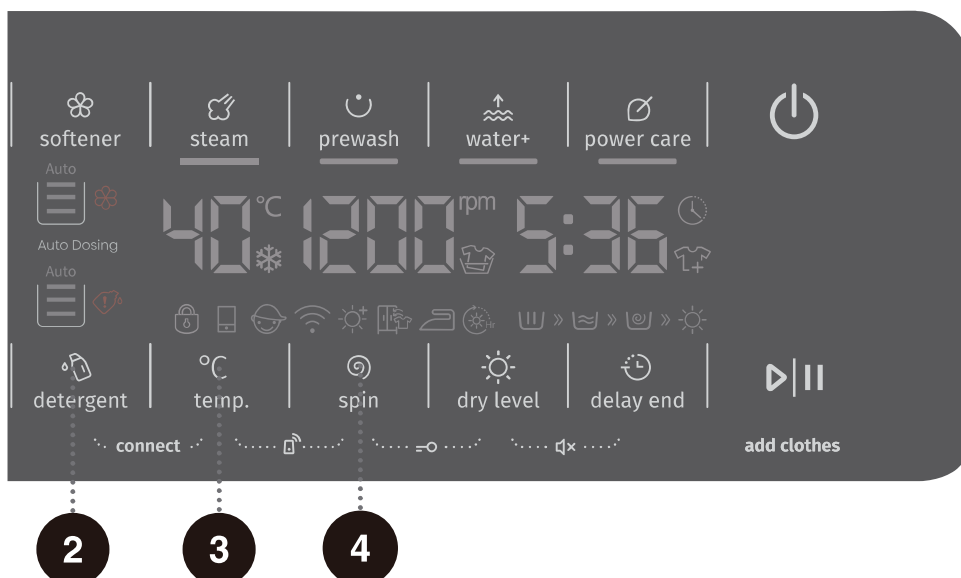 softener steam prewash water+ power care
Auto
40°C 1200rpm 5:36
Auto Dosing
Auto
Hr
detergent °C temp. spin dry level delay end
connect
add clothes
2 3 4